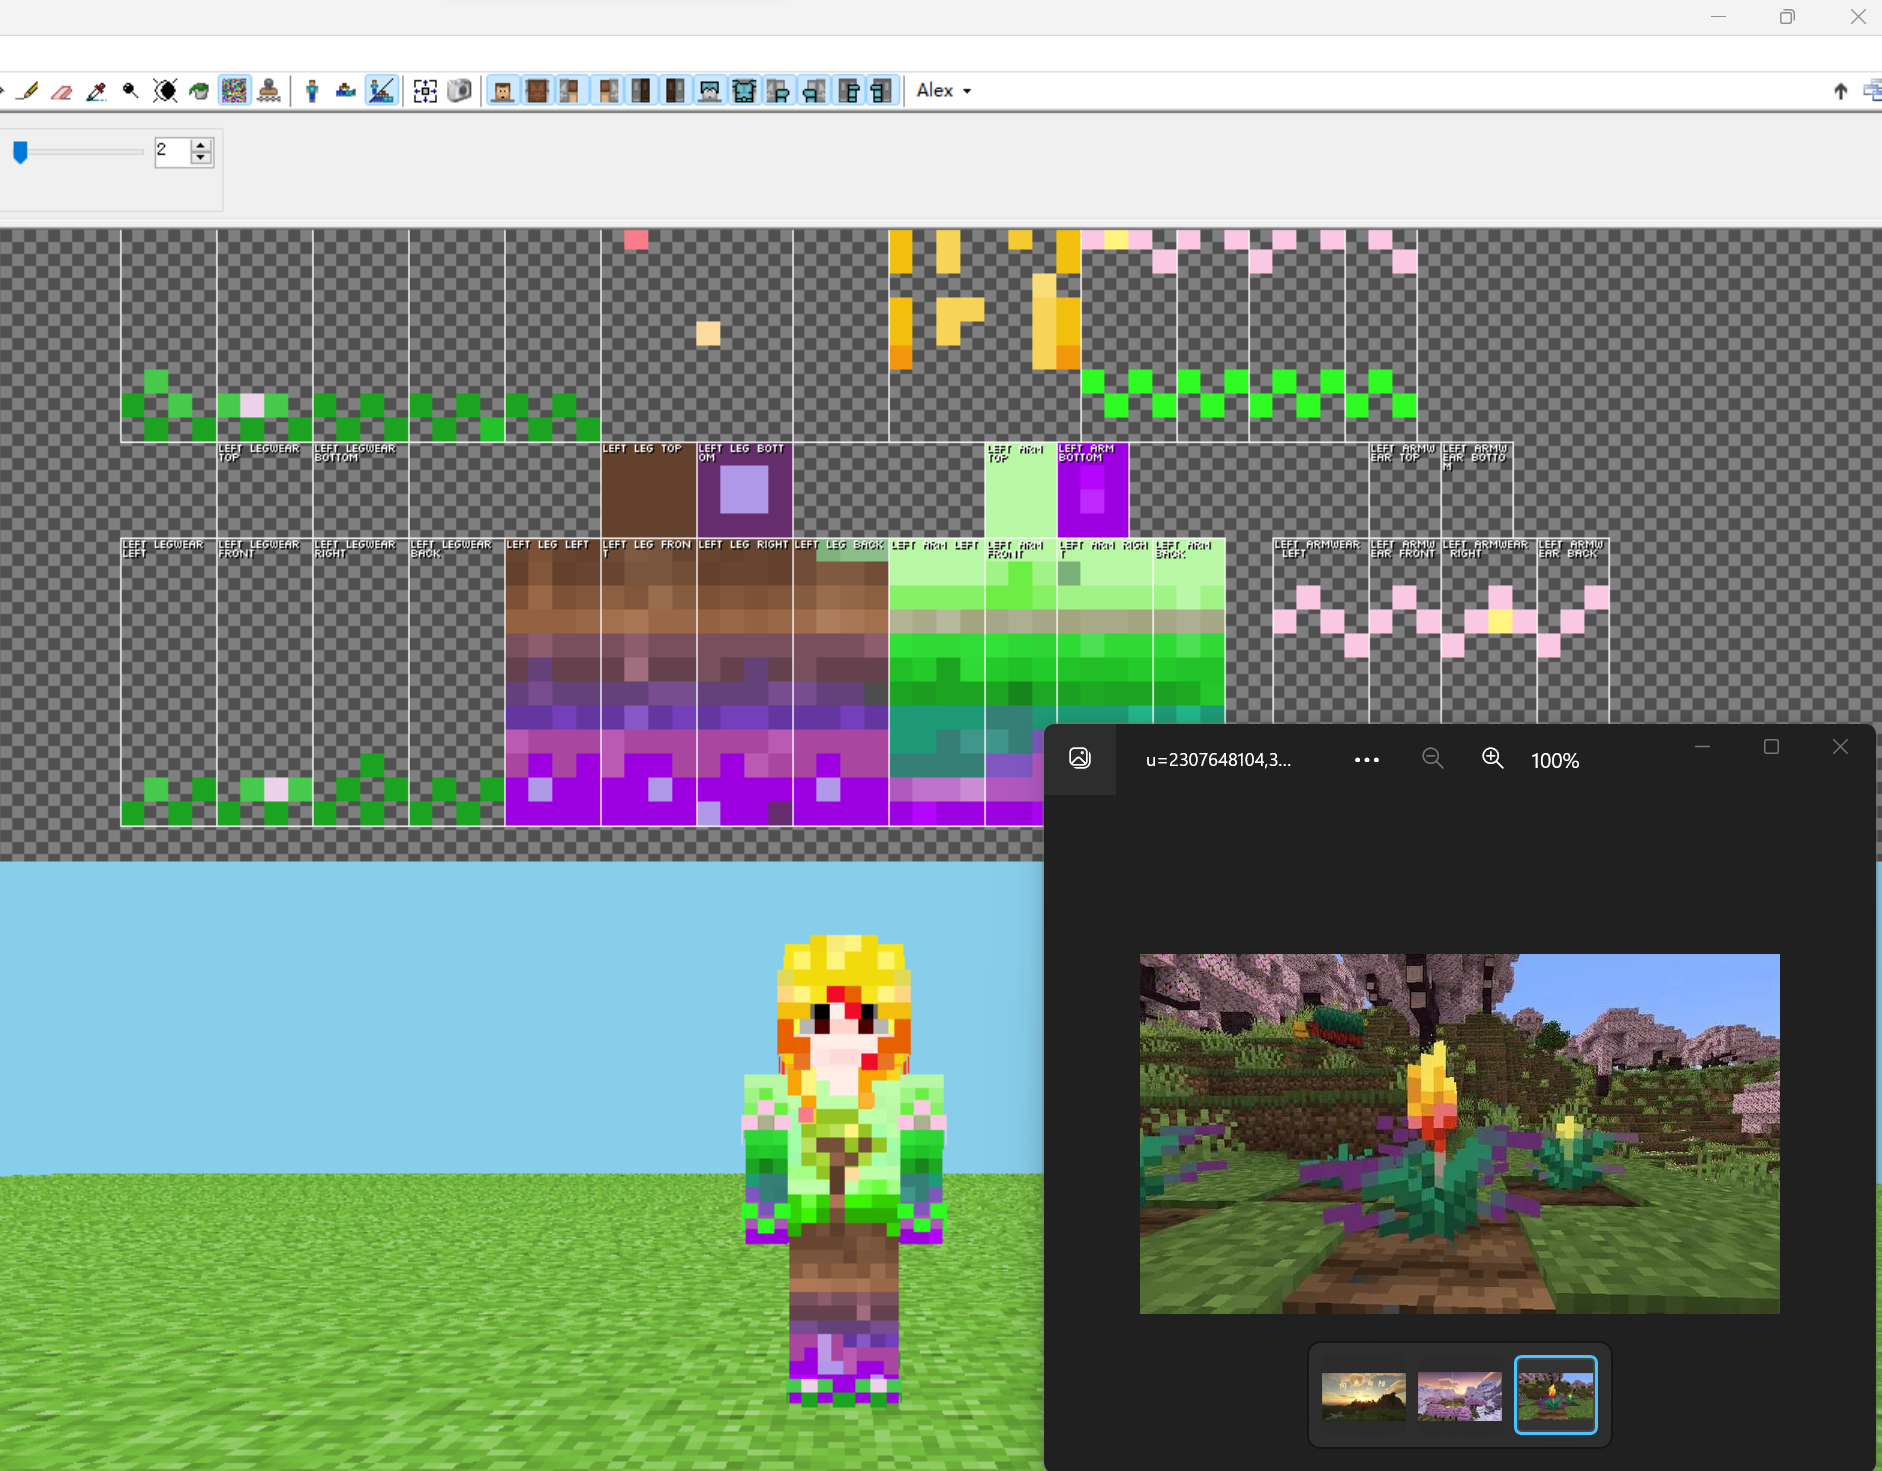 Alex
2
LEFT LEGWEAR TOP
LEFT LEGWEAR BOTTOM
LEFT LEG TOP
LEFT LEG BOTT OM
LEFT ARM TOP
LEFT ARM BOTTOM
LEFT ARMW EAR TOP
LEFT ARMW EAR BOTTO M
LEFT LEGWEAR LEFT
LEFT LEGWEAR FRONT
LEFT LEGWEAR RIGHT
LEFT LEGWEAR BACK
LEFT LEG LEFT
LEFT LEG FRON T
LEFT LEG RIGHT
LEFT LEG BACK
LEFT ARM LEFT
LEFT ARM FRONT
LEFT ARM RIGH T
LEFT ARM BACK
LEFT ARMWEAR LEFT
LEFT ARMW EAR FRONT
LEFT ARMWEAR RIGHT
LEFT ARMW EAR BACK
u=2307648104,3...
100%